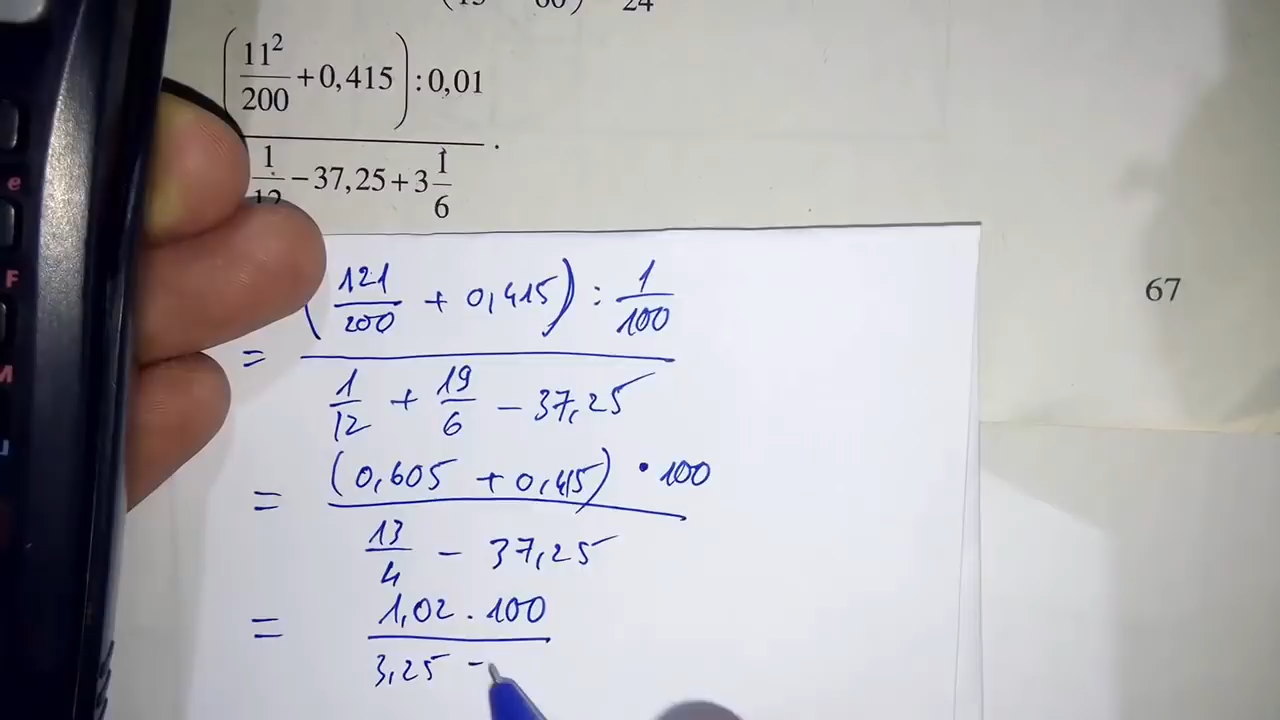 (11²/200 + 0,415) : 0,01
1/12 − 37,25 + 3 1/6 .
67
(121/200 + 0,415) : 1/100
=
1/12 + 19/6 − 37,25
= (0,605 + 0,415) · 100
13/4 − 37,25
= 1,02 . 100
3,25 −